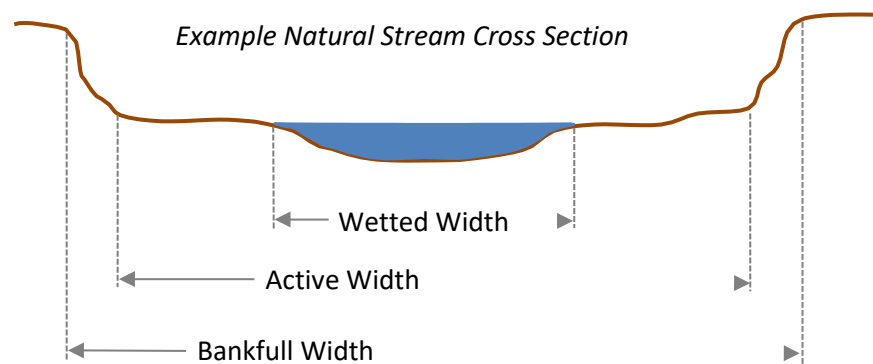 Example Natural Stream Cross Section
Wetted Width
Active Width
Bankfull Width